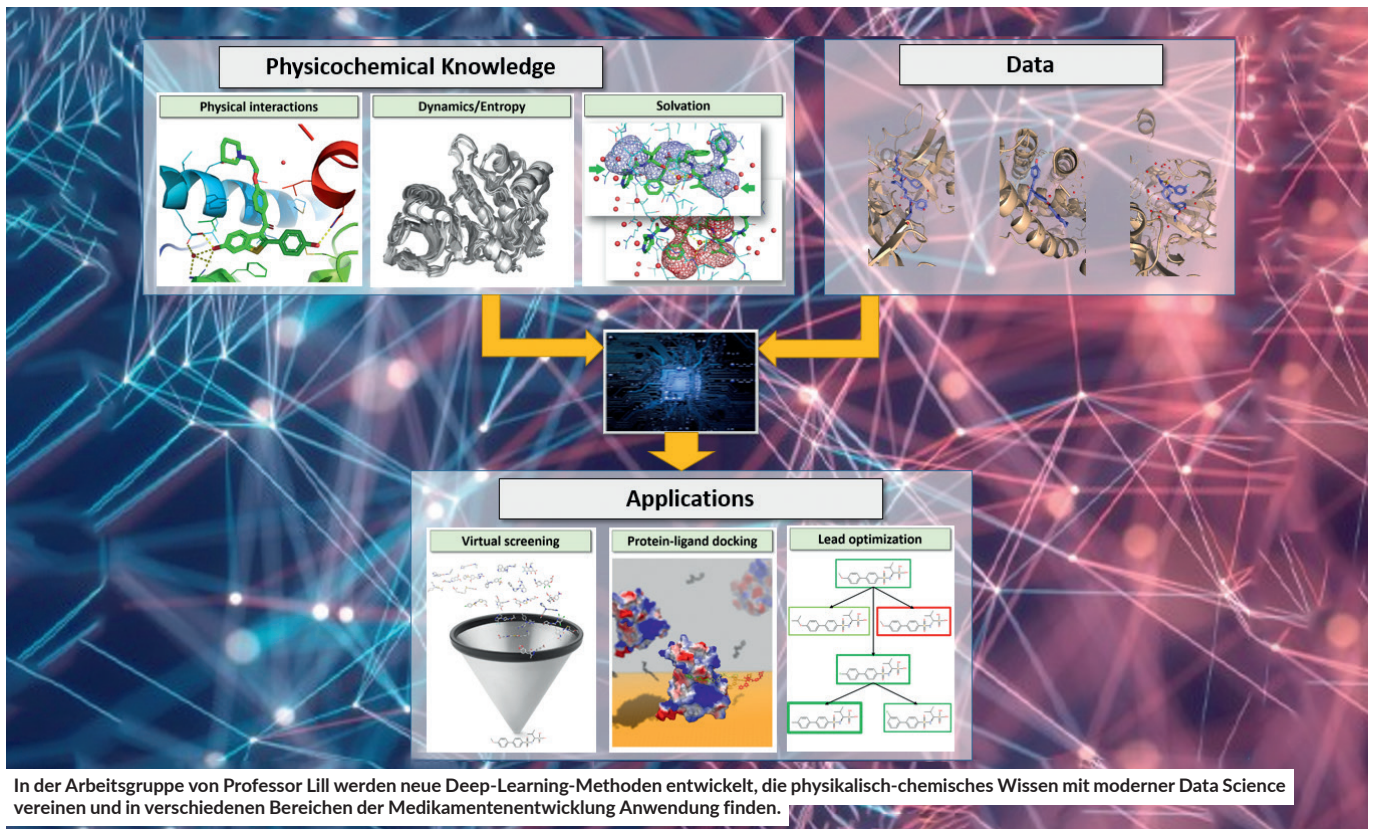 Physicochemical Knowledge
Physical interactions
Dynamics/Entropy
Solvation
Data
Applications
Virtual screening
Protein-ligand docking
Lead optimization
In der Arbeitsgruppe von Professor Lill werden neue Deep-Learning-Methoden entwickelt, die physikalisch-chemisches Wissen mit moderner Data Science
vereinen und in verschiedenen Bereichen der Medikamentenentwicklung Anwendung finden.